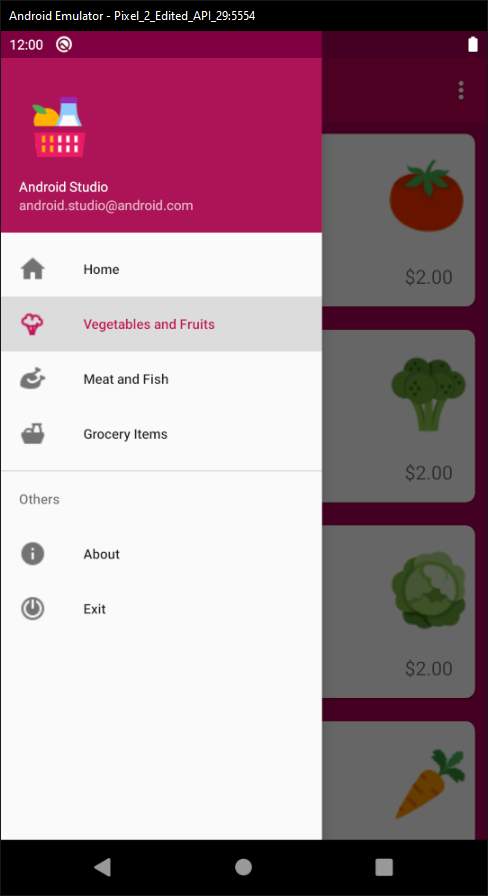 Android Emulator - Pixel_2_Edited_API_29:5554
12:00
Android Studio
android.studio@android.com
Home
Vegetables and Fruits
Meat and Fish
Grocery Items
Others
About
Exit
$2.00
$2.00
$2.00